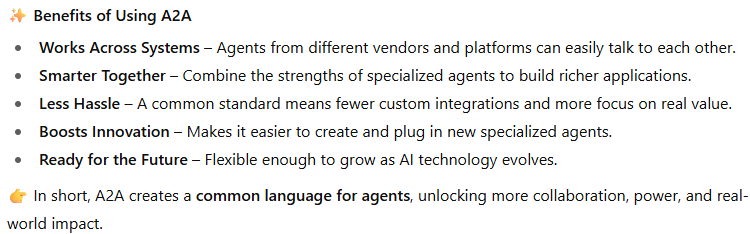 ✨ Benefits of Using A2A
• Works Across Systems – Agents from different vendors and platforms can easily talk to each other.
• Smarter Together – Combine the strengths of specialized agents to build richer applications.
• Less Hassle – A common standard means fewer custom integrations and more focus on real value.
• Boosts Innovation – Makes it easier to create and plug in new specialized agents.
• Ready for the Future – Flexible enough to grow as AI technology evolves.
👉 In short, A2A creates a common language for agents, unlocking more collaboration, power, and real-
world impact.